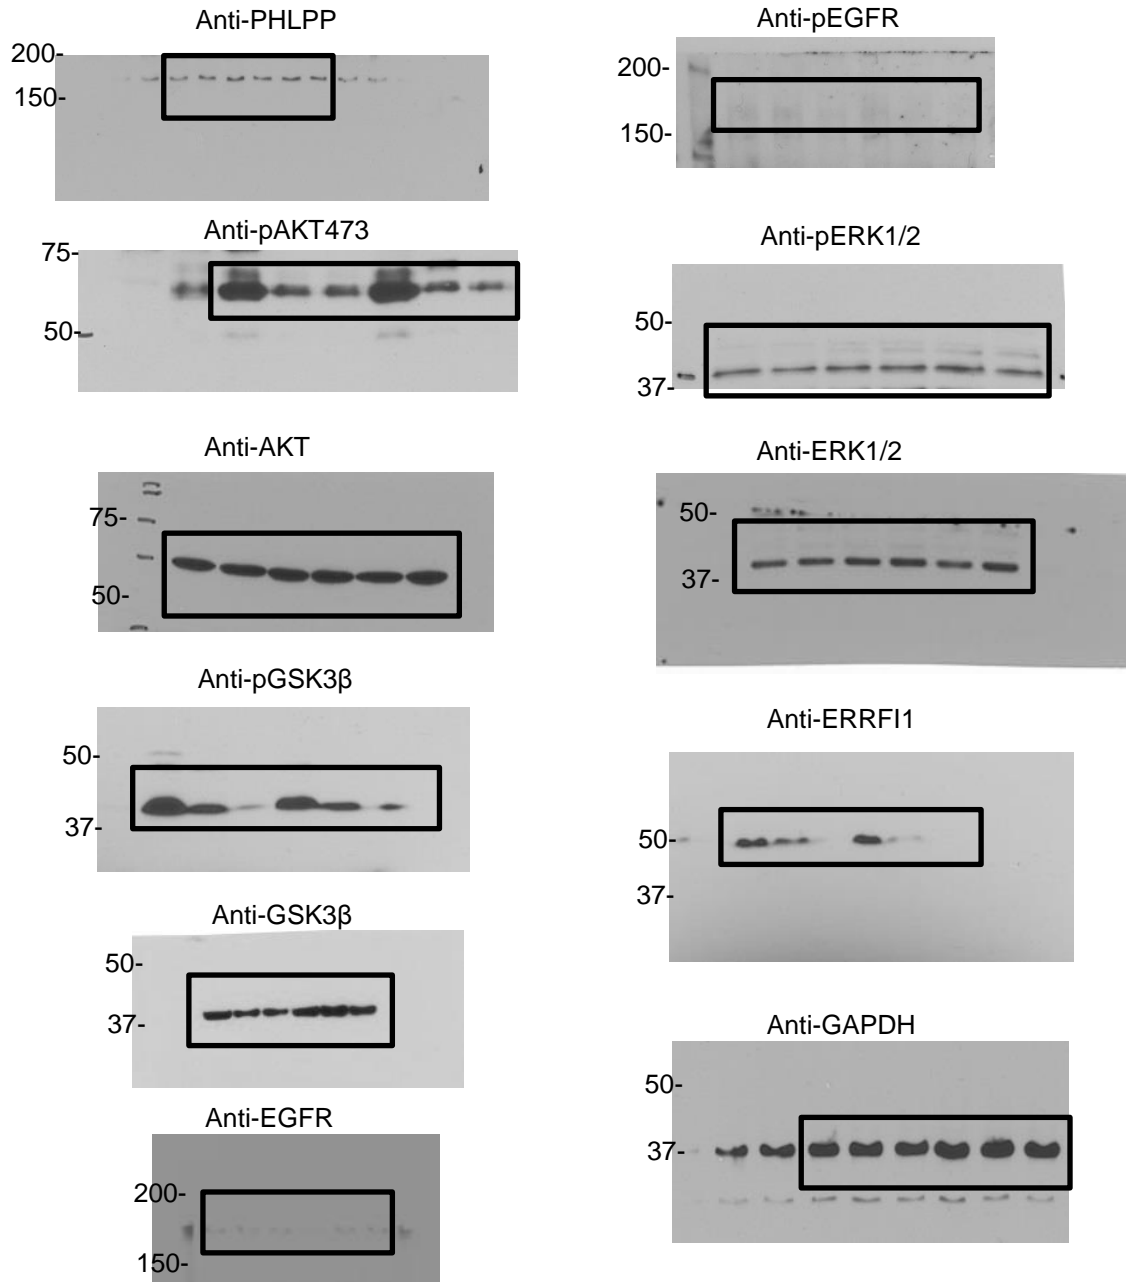 Anti-PHLPP
200-
150-
Anti-pAKT473
75-
50-
Anti-AKT
75-
50-
Anti-pGSK3β
50-
37-
Anti-GSK3β
50-
37-
Anti-EGFR
200-
150-
Anti-pEGFR
200-
150-
Anti-pERK1/2
50-
37-
Anti-ERK1/2
50-
37-
Anti-ERRFI1
50-
37-
Anti-GAPDH
50-
37-